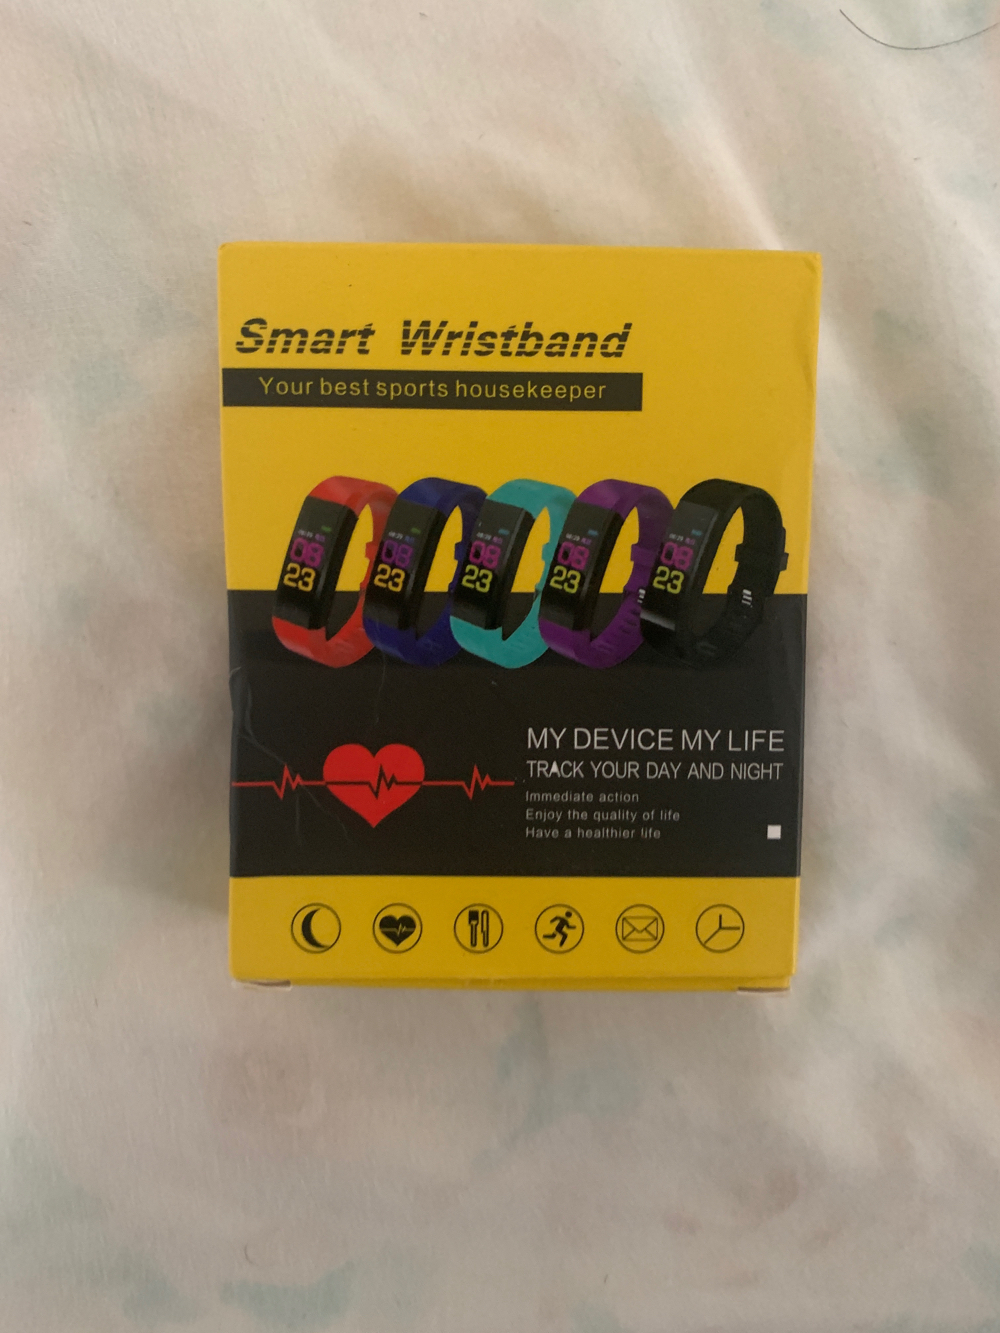 Smart Wristband
Your best sports housekeeper
08
23
08
23
08
23
08
23
08
23
MY DEVICE MY LIFE
TRACK YOUR DAY AND NIGHT
Immediate action
Enjoy the quality of life
Have a healthier life